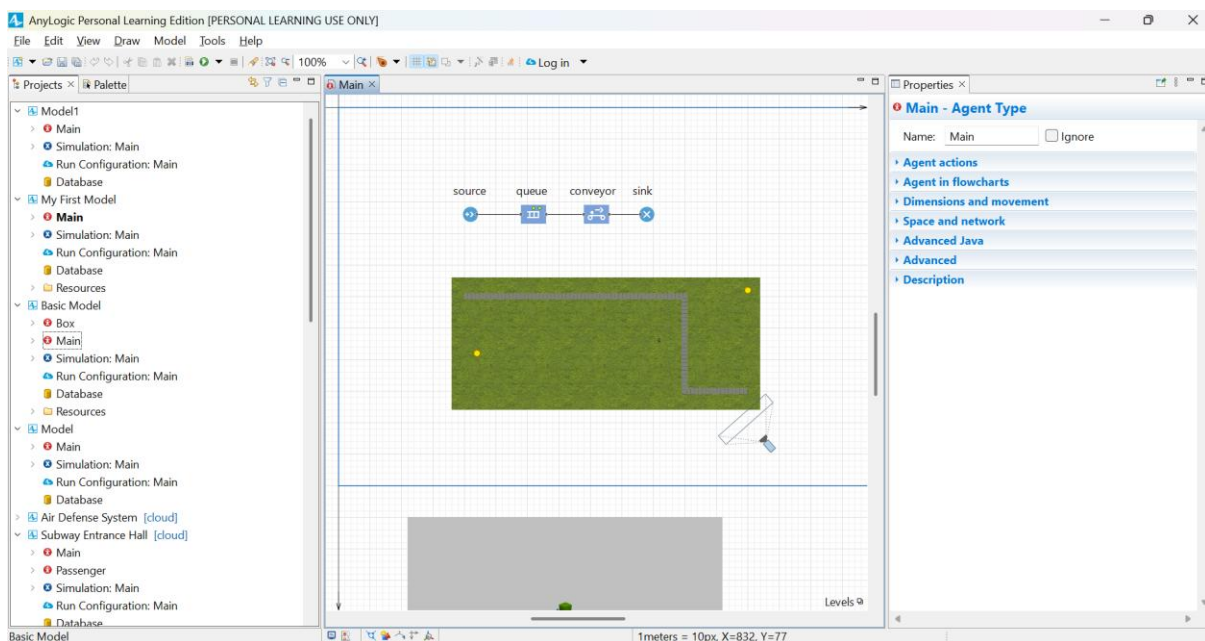 AnyLogic Personal Learning Edition [PERSONAL LEARNING USE ONLY]
File Edit View Draw Model Tools Help
100% Log in
Projects Palette
Main
Properties
Model1
Main
Simulation: Main
Run Configuration: Main
Database
My First Model
Main
Simulation: Main
Run Configuration: Main
Database
Resources
Basic Model
Box
Main
Simulation: Main
Run Configuration: Main
Database
Resources
Model
Main
Simulation: Main
Run Configuration: Main
Database
Air Defense System [cloud]
Subway Entrance Hall [cloud]
Main
Passenger
Simulation: Main
Run Configuration: Main
Database
source queue conveyor sink
Levels
Main - Agent Type
Name: Main Ignore
Agent actions
Agent in flowcharts
Dimensions and movement
Space and network
Advanced Java
Advanced
Description
Basic Model
1meters = 10px, X=832, Y=77